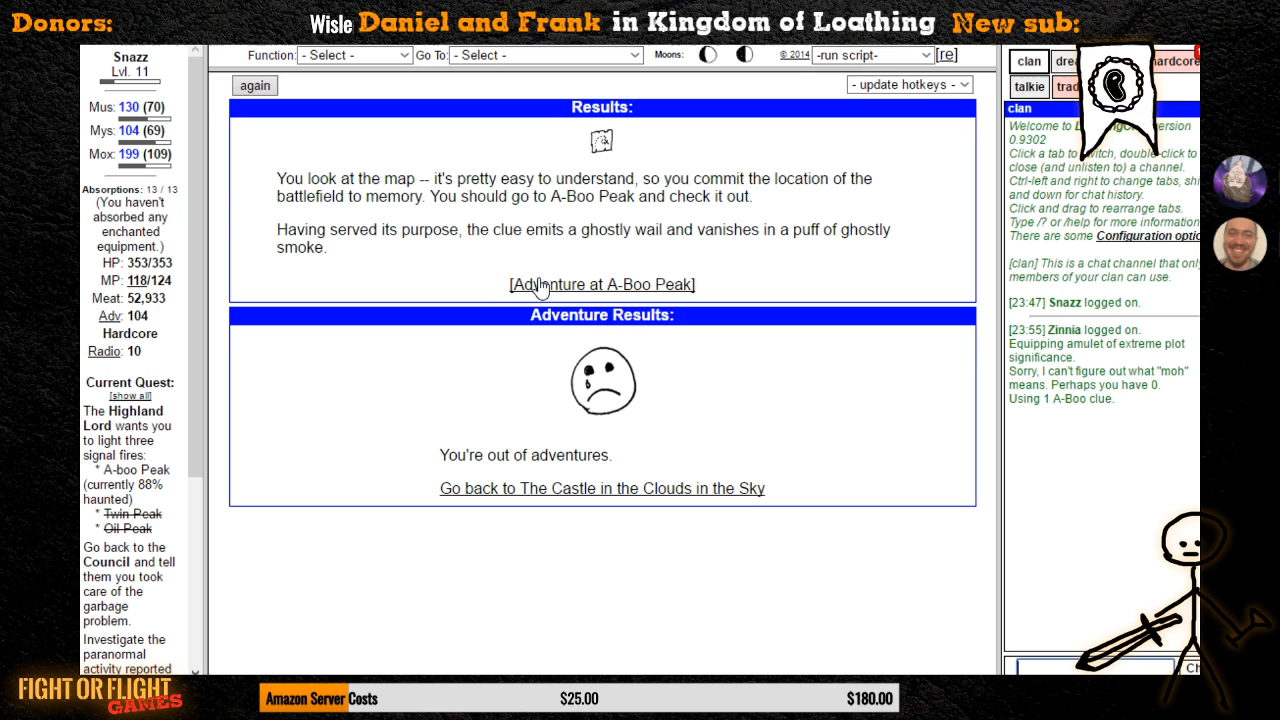 Donors:
Wisle Daniel and Frank in Kingdom of Loathing
New sub:
Snazz
Lvl. 11
Mus: 130 (70)
Mys: 104 (69)
Mox: 199 (109)
Absorptions: 13 / 13
(You haven't
absorbed any
enchanted
equipment.)
HP: 353/353
MP: 118/124
Meat: 52,933
Adv: 104
Hardcore
Radio: 10
Current Quest:
[show all]
The Highland
Lord wants you
to light three
signal fires:
* A-boo Peak
(currently 88%
haunted)
* Twin Peak
* Oil Peak
Go back to the
Council and tell
them you took
care of the
garbage
problem.
Investigate the
paranormal
activity reported
Function: - Select - Go To: - Select - Moons: © 2014 -run script- [re]
again
- update hotkeys -
Results:
You look at the map -- it's pretty easy to understand, so you commit the location of the
battlefield to memory. You should go to A-Boo Peak and check it out.
Having served its purpose, the clue emits a ghostly wail and vanishes in a puff of ghostly
smoke.
[Adventure at A-Boo Peak]
Adventure Results:
You're out of adventures.
Go back to The Castle in the Clouds in the Sky
clan
talkie
clan
Welcome to
0.9302
Click a tab to
close (and unlisten to) a channel.
Ctrl-left and right to change tabs,
and down for chat history.
Click and drag to rearrange tabs.
Type /? or /help for more information
There are some Configuration
[clan] This is a chat channel that
members of your clan can use.
[23:47] Snazz logged on.
[23:55] Zinnia logged on.
Equipping amulet of extreme plot
significance.
Sorry, I can't figure out what "moh"
means. Perhaps you have 0.
Using 1 A-Boo clue.
FIGHT OR FLIGHT
GAMES
Amazon Server Costs
$25.00
$180.00